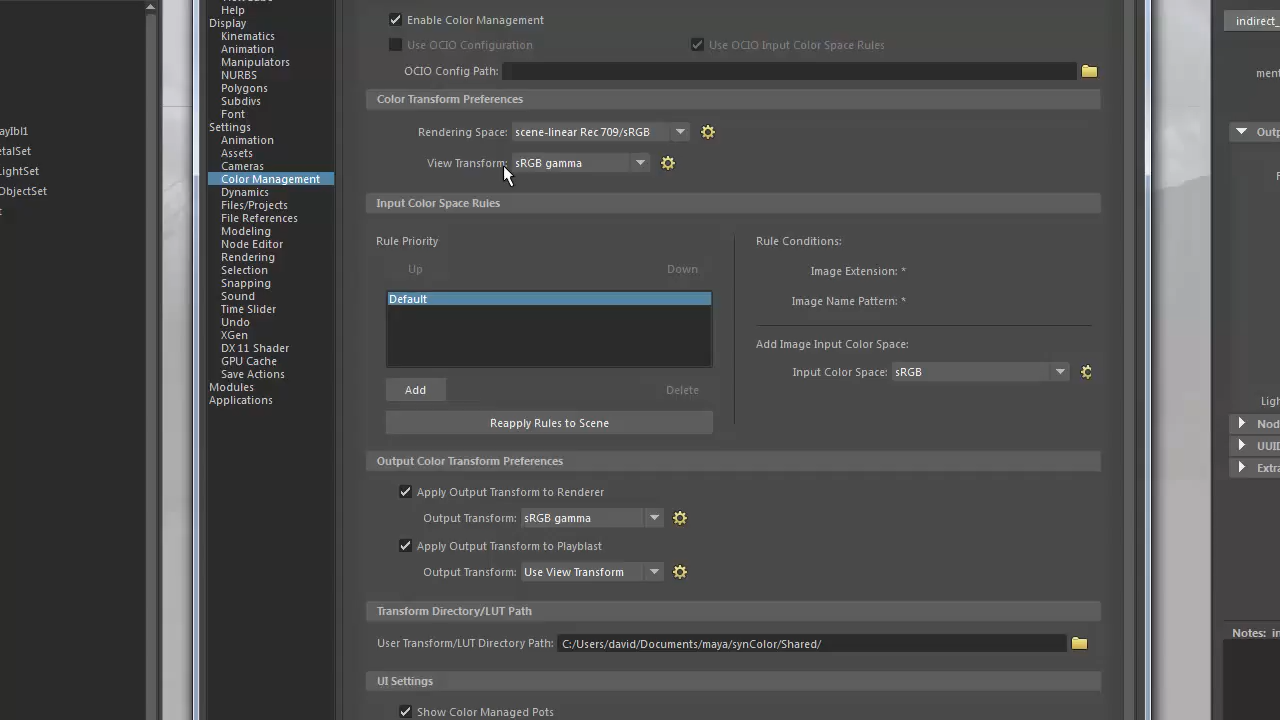 Help
Display
Kinematics
Animation
Manipulators
NURBS
Polygons
Subdivs
Font
Settings
Animation
Assets
Cameras
Color Management
Dynamics
Files/Projects
File References
Modeling
Node Editor
Rendering
Selection
Snapping
Sound
Time Slider
Undo
XGen
DX 11 Shader
GPU Cache
Save Actions
Modules
Applications
Enable Color Management
Use OCIO Configuration
Use OCIO Input Color Space Rules
OCIO Config Path:
Color Transform Preferences
Rendering Space: scene-linear Rec 709/sRGB
View Transform: sRGB gamma
Input Color Space Rules
Rule Priority
Up
Down
Default
Add
Delete
Reapply Rules to Scene
Rule Conditions:
Image Extension: *
Image Name Pattern: *
Add Image Input Color Space:
Input Color Space: sRGB
Output Color Transform Preferences
Apply Output Transform to Renderer
Output Transform: sRGB gamma
Apply Output Transform to Playblast
Output Transform: Use View Transform
Transform Directory/LUT Path
User Transform/LUT Directory Path: C:/Users/david/Documents/maya/synColor/Shared/
UI Settings
Show Color Managed Pots
indirect_
Notes: